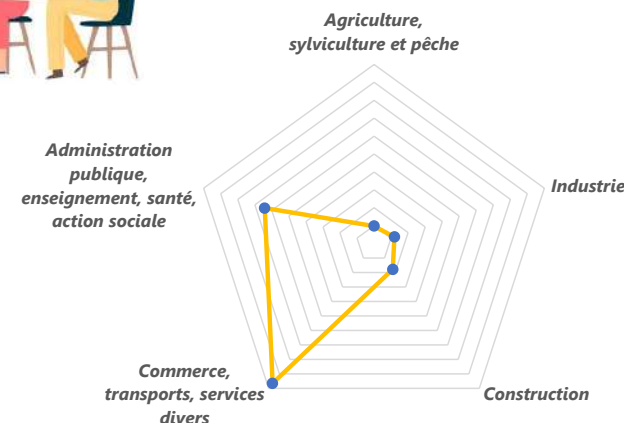 Agriculture,
sylviculture et pêche
Administration
publique,
enseignement, santé,
action sociale
Industrie
Commerce,
transports, services
divers
Construction